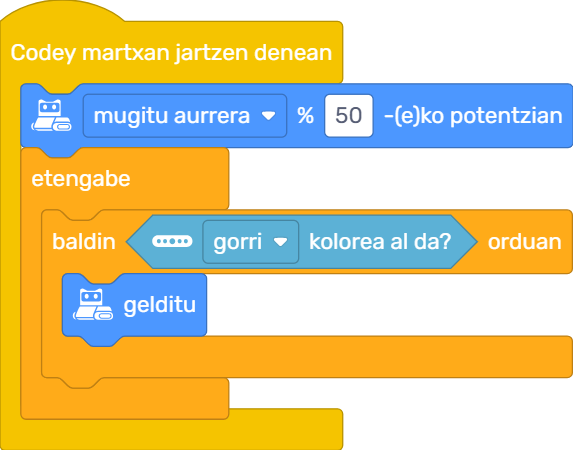 Codey martxan jartzen denean
mugitu aurrera % 50 -(e)ko potentzian
etengabe
baldin gorri kolorea al da? orduan
gelditu